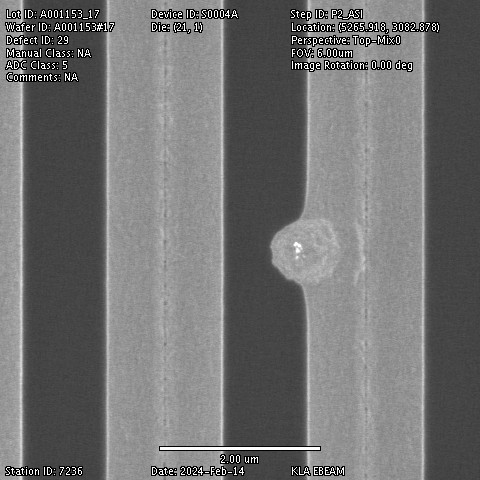 Lot ID: A001153_17
Wafer ID: A001153#17
Defect ID: 29
Manual Class: NA
ADC Class: 5
Comments: NA
Device ID: S0004A
Die: (21, 1)
Step ID: P2_ASI
Location: (5265.918, 3082.878)
Perspective: Top-Mix0
FOV: 6.00um
Image Rotation: 0.00 deg
2.00 um
Station ID: 7236
Date: 2024-Feb-14
KLA EBEAM